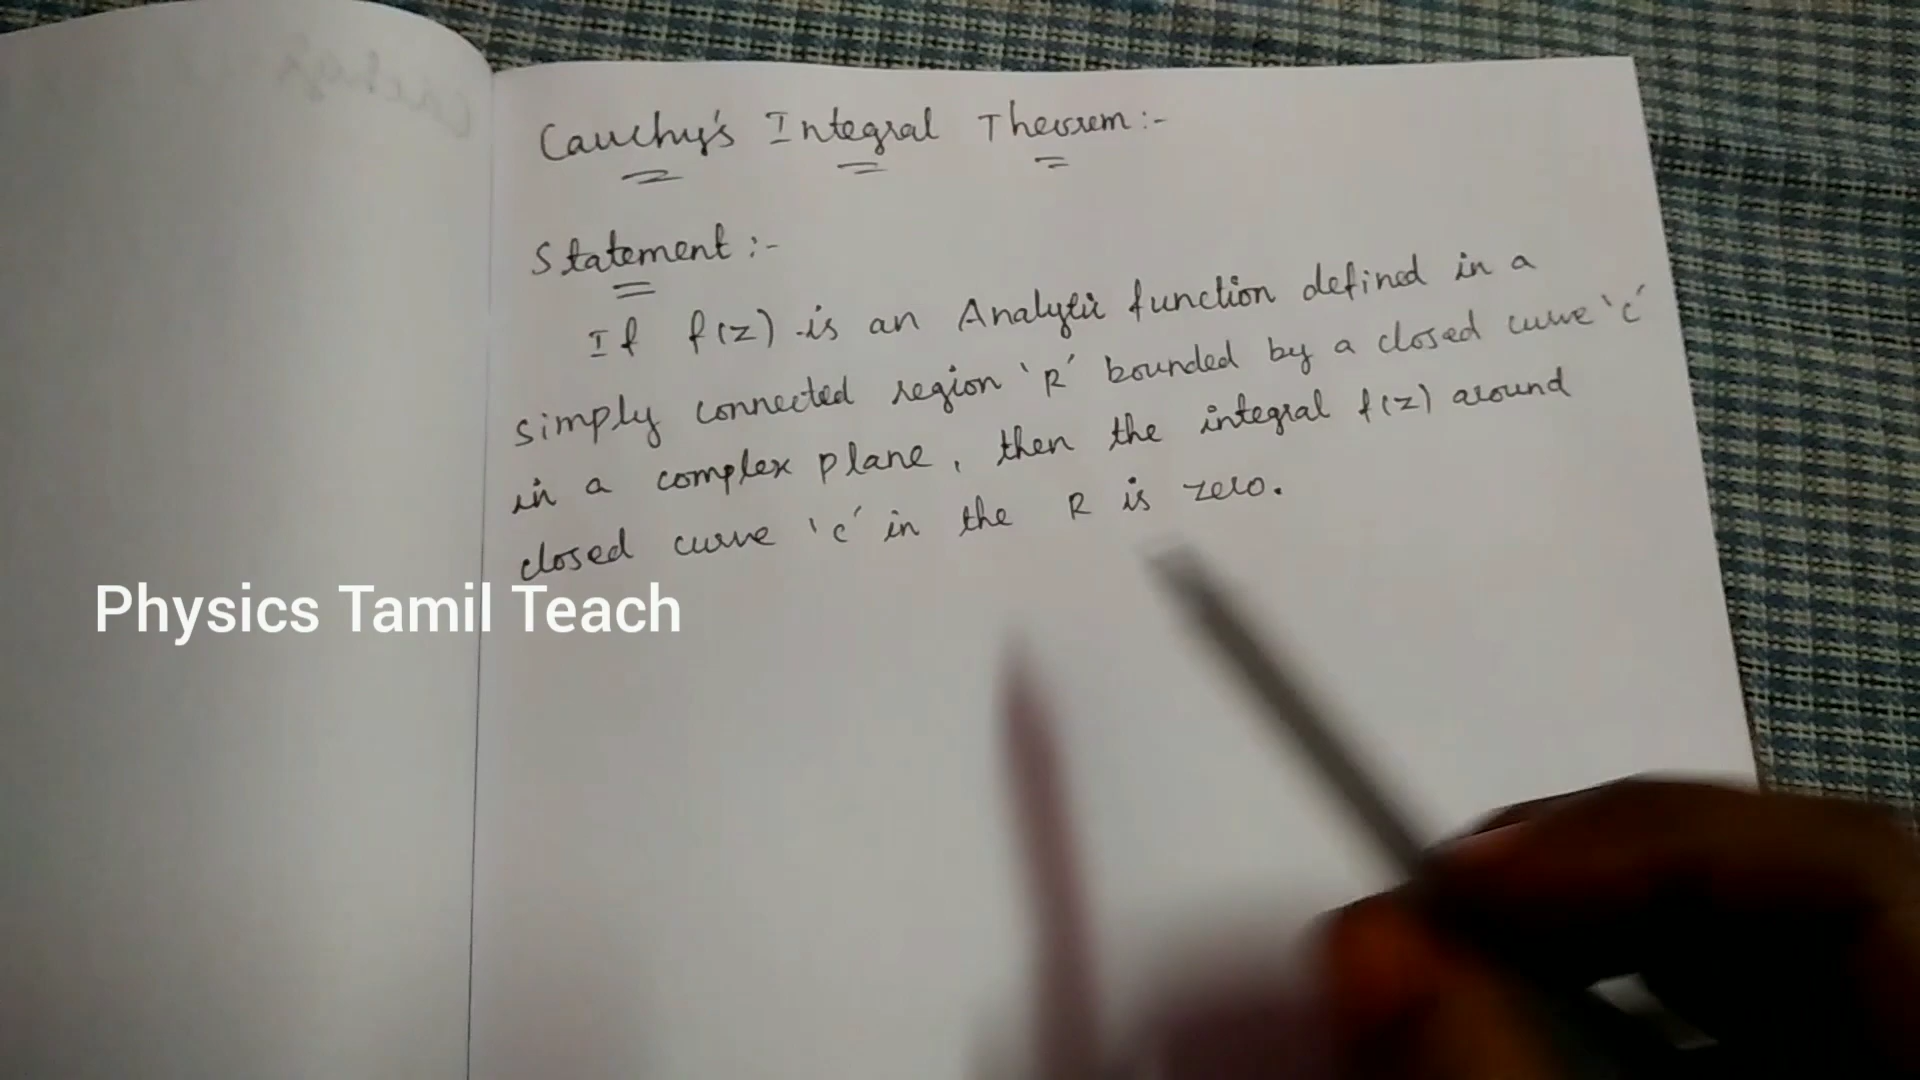 Cauchy's Integral Theorem:-
Statement:-
If f(z) is an Analytic function defined in a
simply connected region 'R' bounded by a closed curve 'c'
in a complex plane, then the integral f(z) around
closed curve 'c' in the R is zero.
Physics Tamil Teach